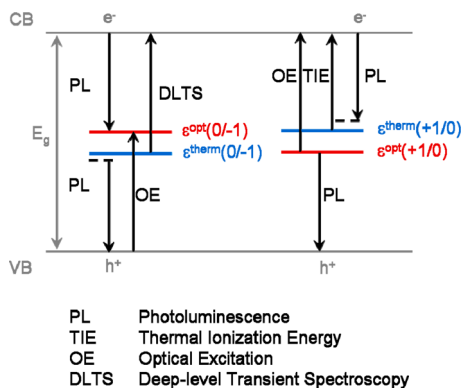 CB e- e-
PL DLTS OE TIE PL
E_g
ε^opt(0/-1) ε^therm(+1/0)
ε^therm(0/-1) ε^opt(+1/0)
PL OE PL
VB h+ h+
PL Photoluminescence
TIE Thermal Ionization Energy
OE Optical Excitation
DLTS Deep-level Transient Spectroscopy